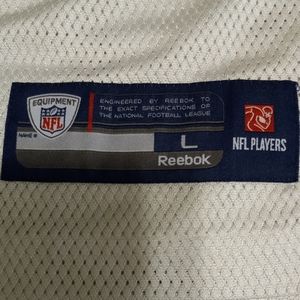 EQUIPMENT
NFL
ENGINEERED BY REEBOK TO
THE EXACT SPECIFICATIONS OF
THE NATIONAL FOOTBALL LEAGUE
L
Reebok
NFL PLAYERS